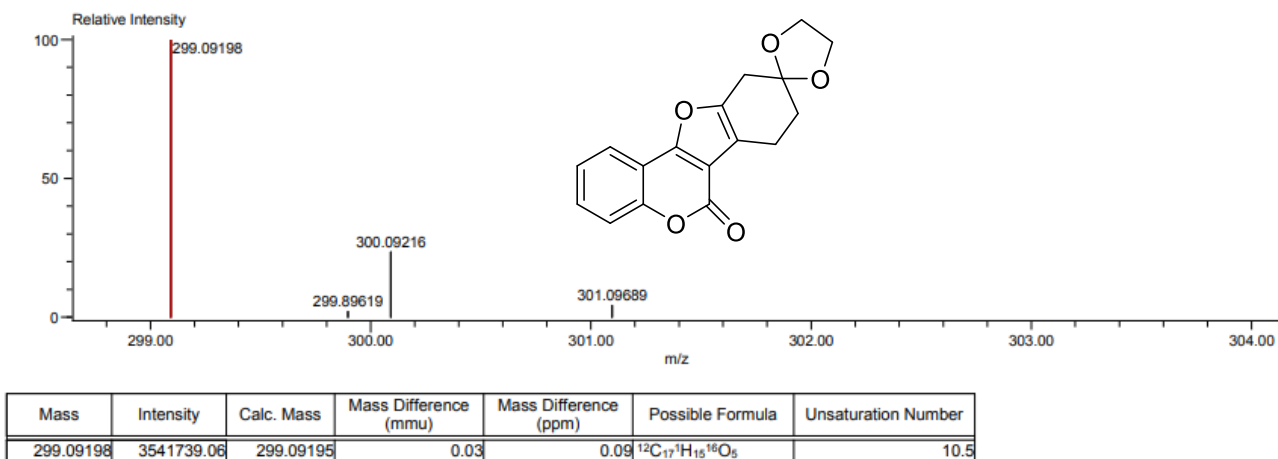 Relative Intensity
100
299.09198
50
300.09216
299.89619
301.09689
0
299.00 300.00 301.00 302.00 303.00 304.00
m/z
O
O
O
O
O
Mass Intensity Calc. Mass Mass Difference (mmu) Mass Difference (ppm) Possible Formula Unsaturation Number
299.09198 3541739.06 299.09195 0.03 0.09 ¹²C₁₇¹H₁₅¹⁶O₅ 10.5